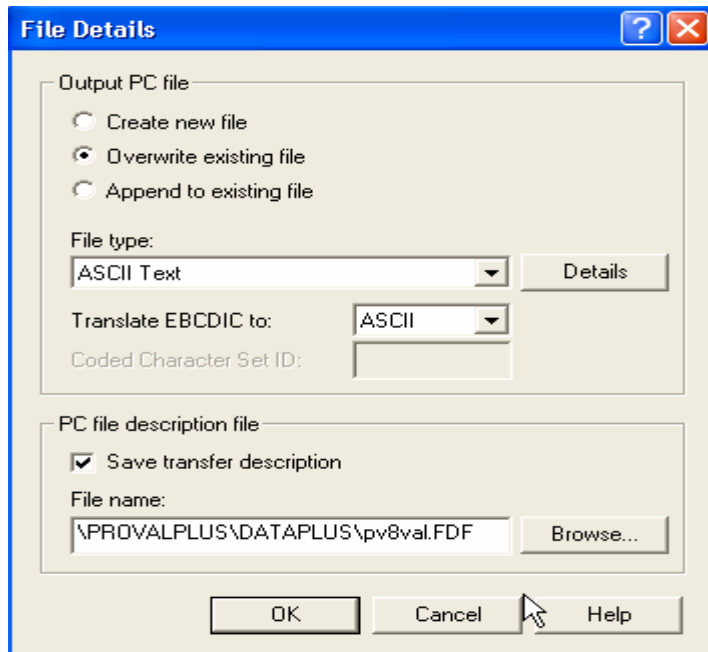 File Details
Output PC file
Create new file
Overwrite existing file
Append to existing file
File type:
ASCII Text
Details
Translate EBCDIC to:
ASCII
Coded Character Set ID:
PC file description file
Save transfer description
File name:
\PROVALPLUS\DATAPLUS\pv8val.FDF
Browse...
OK
Cancel
Help